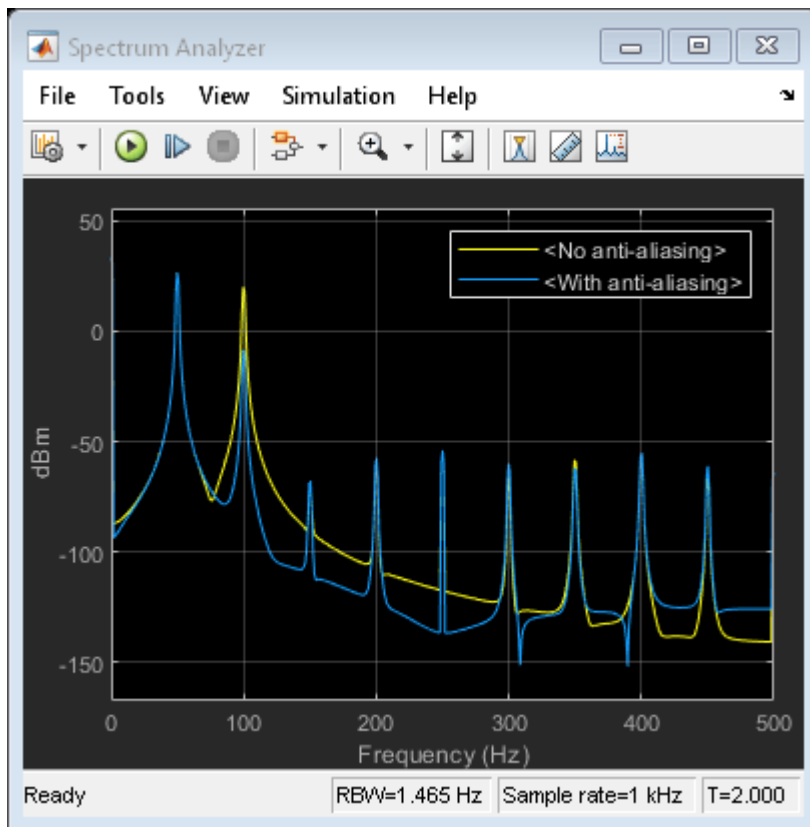 Spectrum Analyzer
File Tools View Simulation Help
50
0
-50
-100
-150
dBm
<No anti-aliasing>
<With anti-aliasing>
0 100 200 300 400 500
Frequency (Hz)
Ready RBW=1.465 Hz Sample rate=1 kHz T=2.000